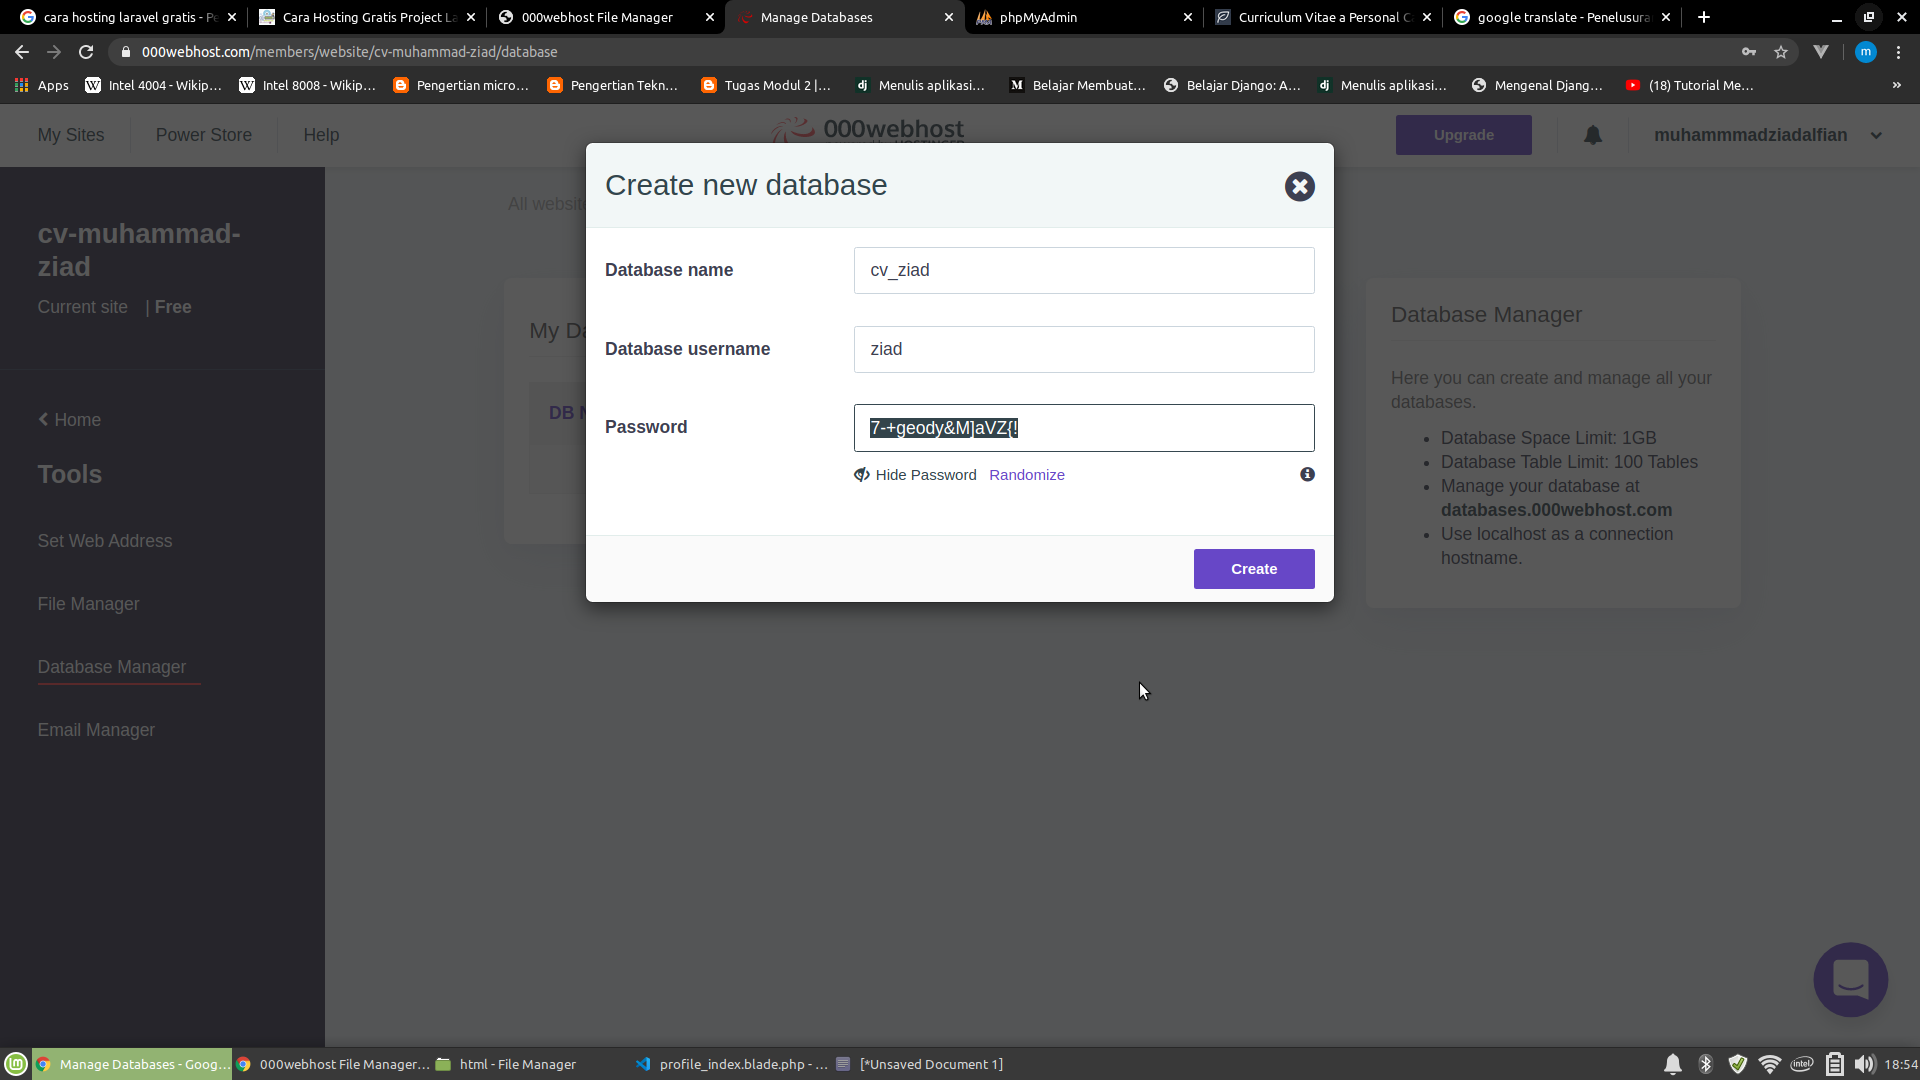 cara hosting laravel gratis - Pe
Cara Hosting Gratis Project La
000webhost File Manager
Manage Databases
phpMyAdmin
Curriculum Vitae a Personal C
google translate - Penelusura
000webhost.com/members/website/cv-muhammad-ziad/database
m
Apps
Intel 4004 - Wikip...
Intel 8008 - Wikip...
Pengertian micro...
Pengertian Tekn...
Tugas Modul 2 |...
dj Menulis aplikasi...
M Belajar Membuat...
Belajar Django: A...
dj Menulis aplikasi...
Mengenal Djang...
(18) Tutorial Me...
»
My Sites
Power Store
Help
000webhost
Upgrade
muhammmadziadalfian
cv-muhammad-
ziad
Current site | Free
Home
Tools
Set Web Address
File Manager
Database Manager
Email Manager
All website
My Da
DB N
Create new database
Database name
cv_ziad
Database username
ziad
Password
7-+geody&M]aVZ{!
Hide Password
Randomize
Create
Database Manager
Here you can create and manage all your
databases.
• Database Space Limit: 1GB
• Database Table Limit: 100 Tables
• Manage your database at
databases.000webhost.com
• Use localhost as a connection
hostname.
Manage Databases - Goog...
000webhost File Manager...
html - File Manager
profile_index.blade.php - ...
[*Unsaved Document 1]
intel
18:54